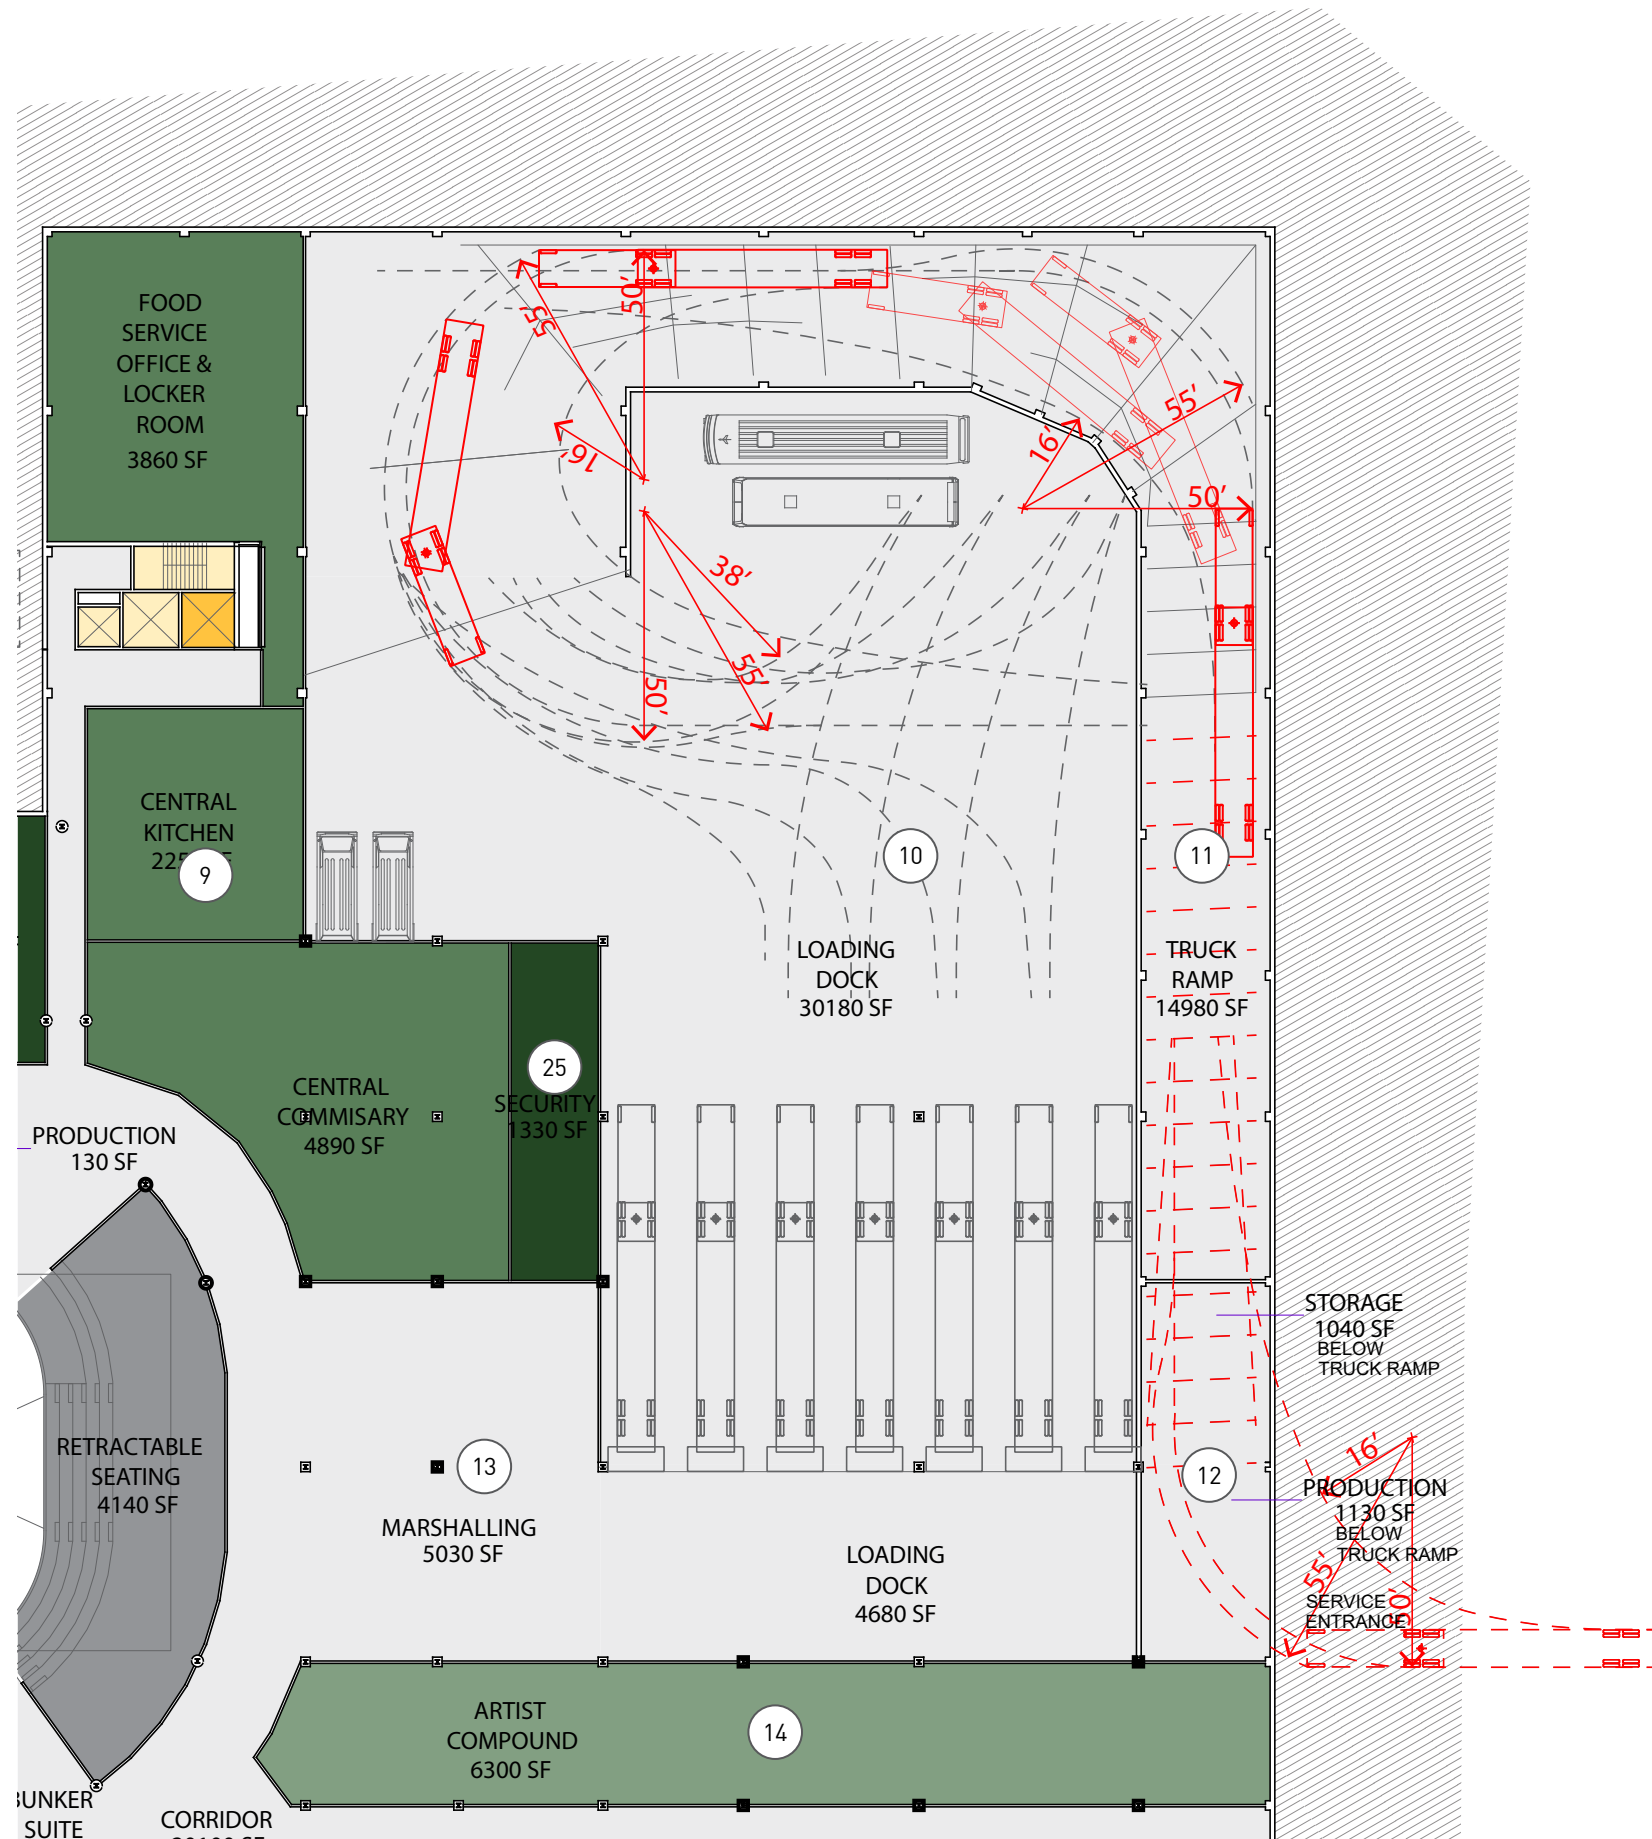 FOOD
SERVICE
OFFICE &
LOCKER
ROOM
3860 SF
55'
50'
16'
55'
16'
50'
38'
55'
50'
CENTRAL
KITCHEN
9
10
11
LOADING
DOCK
30180 SF
TRUCK
RAMP
14980 SF
25
SECURITY
1330 SF
CENTRAL
COMMISARY
4890 SF
PRODUCTION
130 SF
STORAGE
1040 SF
BELOW
TRUCK RAMP
RETRACTABLE
SEATING
4140 SF
13
MARSHALLING
5030 SF
12
16'
PRODUCTION
1130 SF
BELOW
TRUCK RAMP
55'
50'
SERVICE
ENTRANCE
LOADING
DOCK
4680 SF
ARTIST
COMPOUND
6300 SF
14
BUNKER
SUITE
CORRIDOR